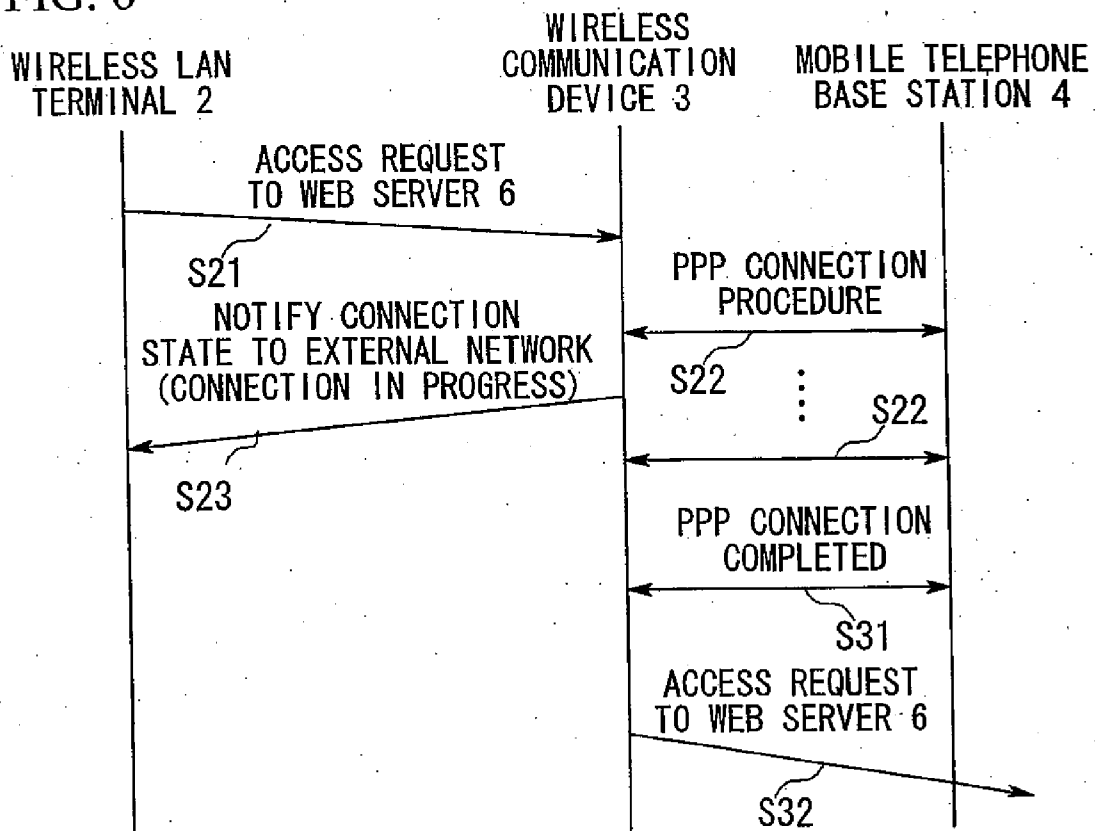 WIRELESS LAN
TERMINAL 2
WIRELESS
COMMUNICATION
DEVICE 3
MOBILE TELEPHONE
BASE STATION 4
ACCESS REQUEST
TO WEB SERVER 6
S21
PPP CONNECTION
PROCEDURE
S22
NOTIFY CONNECTION
STATE TO EXTERNAL NETWORK
(CONNECTION IN PROGRESS)
S23
S22
PPP CONNECTION
COMPLETED
S31
ACCESS REQUEST
TO WEB SERVER 6
S32